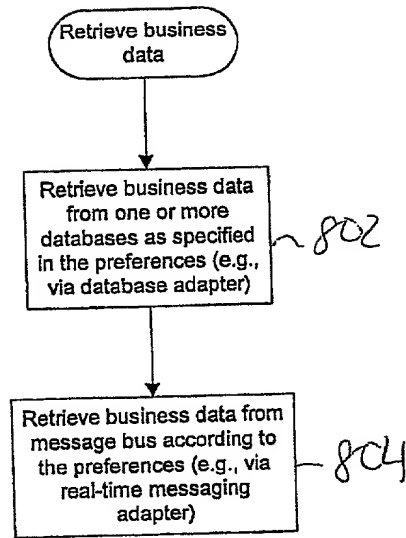 Retrieve business
data
Retrieve business data
from one or more
databases as specified
in the preferences (e.g.,
via database adapter)
802
Retrieve business data from
message bus according to
the preferences (e.g., via
real-time messaging
adapter)
804